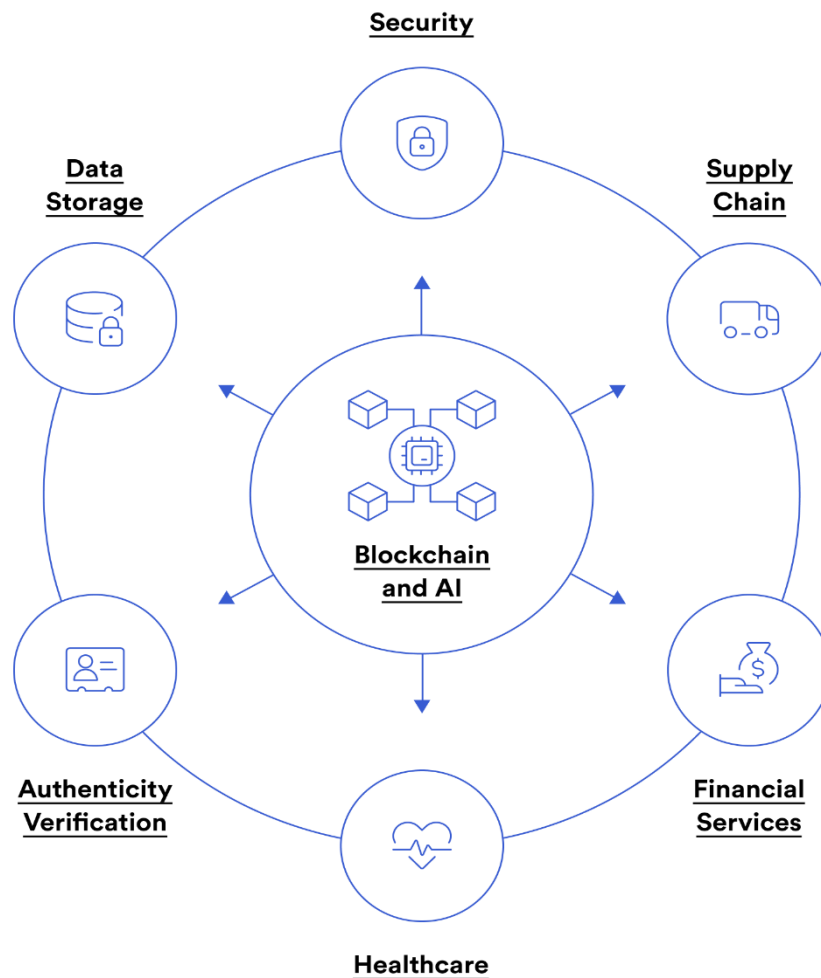 Security
Data
Storage
Supply
Chain
Blockchain
and AI
$
Authenticity
Verification
Financial
Services
Healthcare